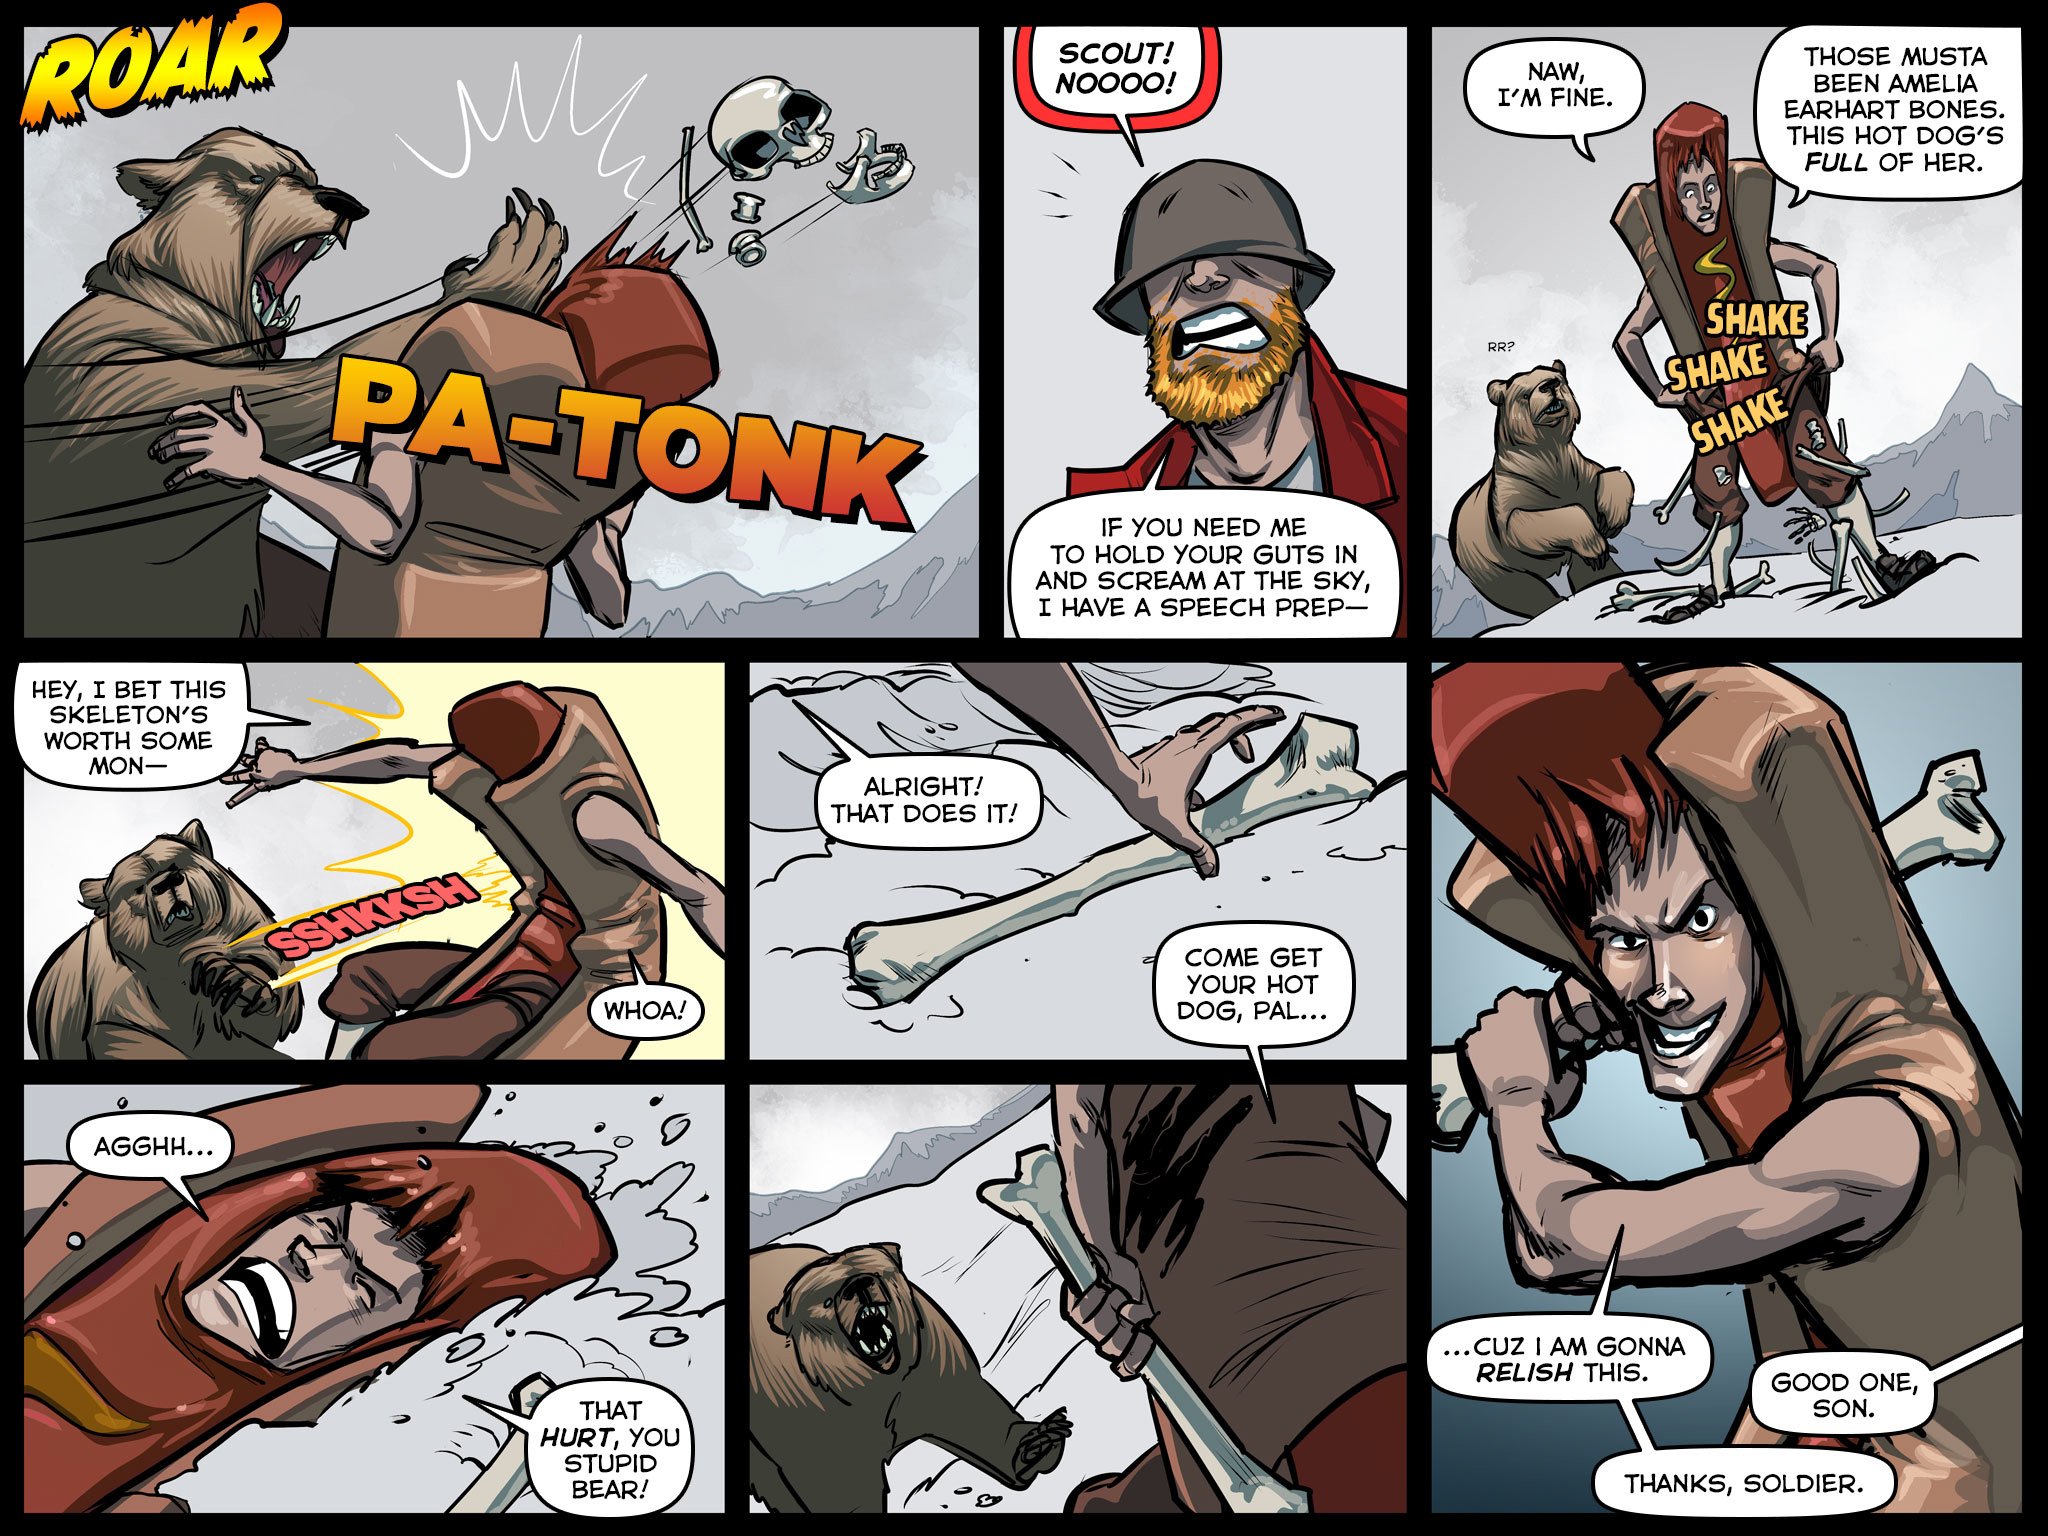 ROAR
PA-TONK
SCOUT!
NOOOO!
IF YOU NEED ME
TO HOLD YOUR GUTS IN
AND SCREAM AT THE SKY,
I HAVE A SPEECH PREP—
NAW,
I'M FINE.
THOSE MUSTA
BEEN AMELIA
EARHART BONES.
THIS HOT DOG'S
FULL OF HER.
RR?
SHAKE
SHAKE
SHAKE
HEY, I BET THIS
SKELETON'S
WORTH SOME
MON—
SSHKKSH
WHOA!
AGGHH...
THAT
HURT, YOU
STUPID
BEAR!
ALRIGHT!
THAT DOES IT!
COME GET
YOUR HOT
DOG, PAL...
...CUZ I AM GONNA
RELISH THIS.
GOOD ONE,
SON.
THANKS, SOLDIER.